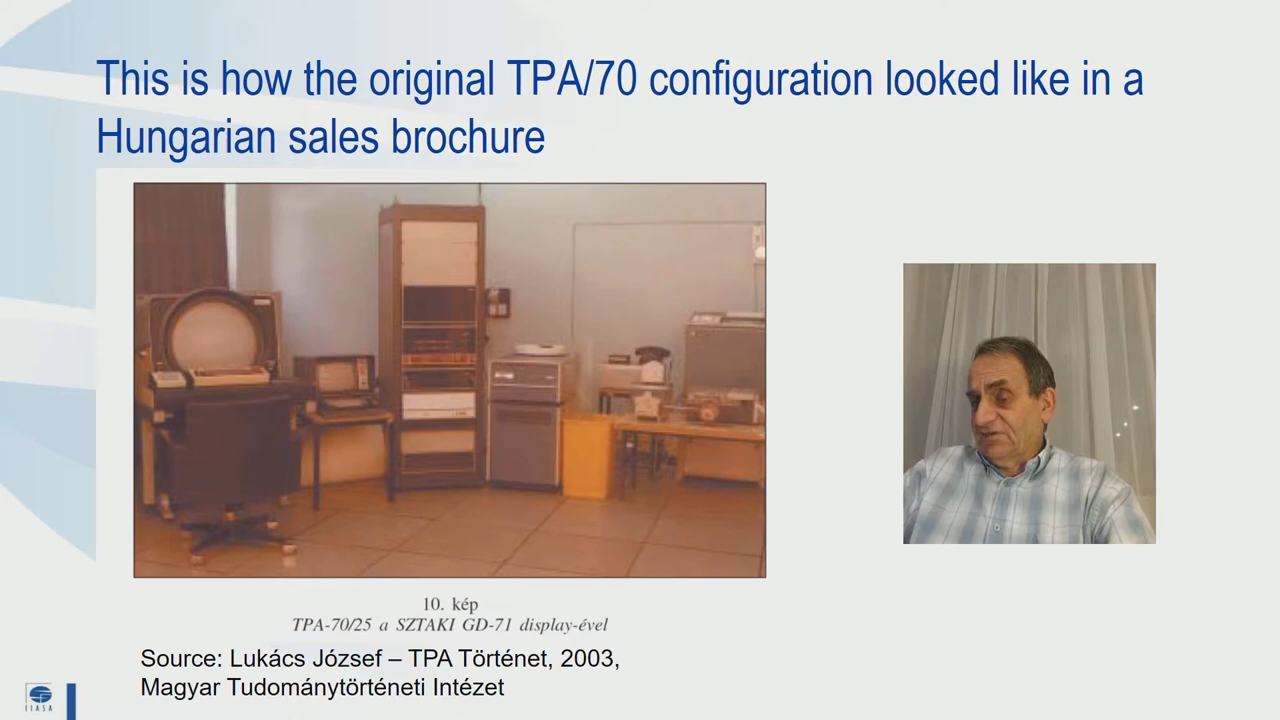 This is how the original TPA/70 configuration looked like in a
Hungarian sales brochure
10. kép
TPA-70/25 a SZTAKI GD-71 display-ével
Source: Lukács József – TPA Történet, 2003,
Magyar Tudománytörténeti Intézet
IIASA